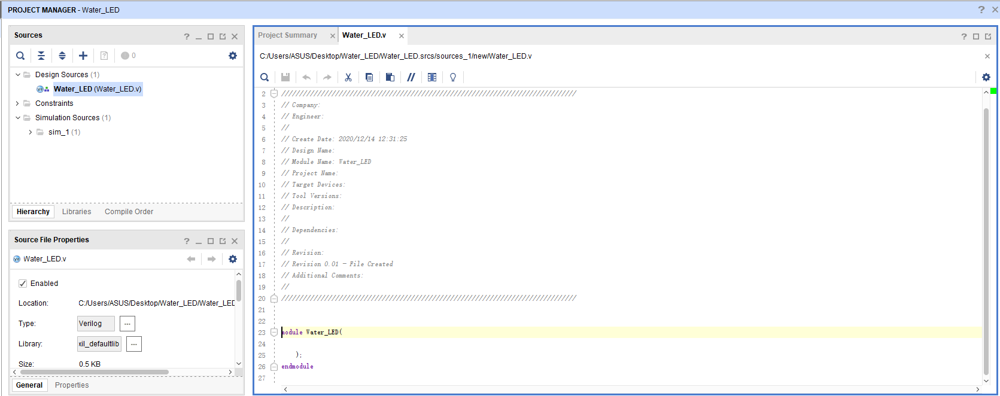 PROJECT MANAGER - Water_LED
Sources
0
Design Sources (1)
Water_LED (Water_LED.v)
Constraints
Simulation Sources (1)
sim_1 (1)
Hierarchy Libraries Compile Order
Source File Properties
Water_LED.v
Enabled
Location: C:/Users/ASUS/Desktop/Water_LED/Water_LED
Type: Verilog ...
Library: xil_defaultlib ...
Size: 0.5 KB
General Properties
Project Summary Water_LED.v
C:/Users/ASUS/Desktop/Water_LED/Water_LED.srcs/sources_1/new/Water_LED.v
2 //////////////////////////////////////////////////////////////////////////////////
3 // Company:
4 // Engineer:
5 //
6 // Create Date: 2020/12/14 12:31:25
7 // Design Name:
8 // Module Name: Water_LED
9 // Project Name:
10 // Target Devices:
11 // Tool Versions:
12 // Description:
13 //
14 // Dependencies:
15 //
16 // Revision:
17 // Revision 0.01 - File Created
18 // Additional Comments:
19 //
20 //////////////////////////////////////////////////////////////////////////////////
21
22
23 module Water_LED(
24
25 );
26 endmodule
27